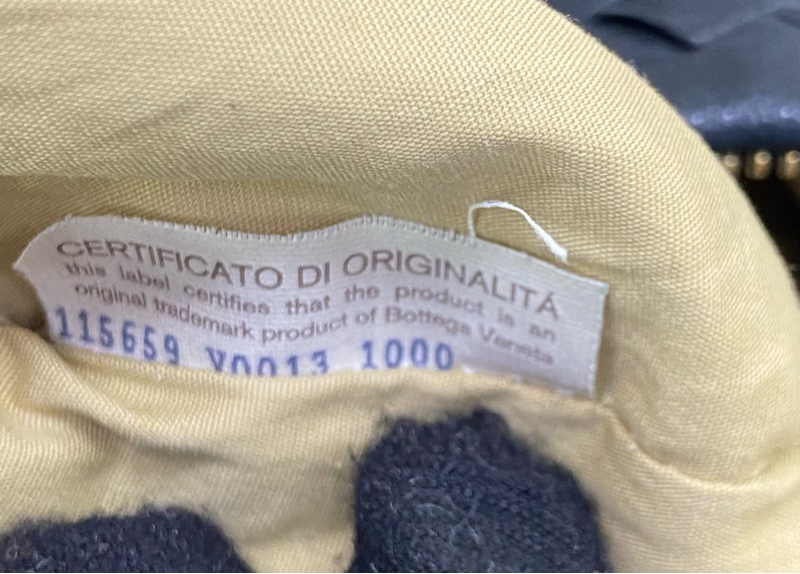 CERTIFICATO DI ORIGINALITÁ
this label certifies that the product is an
original trademark product of Bottega Veneta
115659 V0013 1000